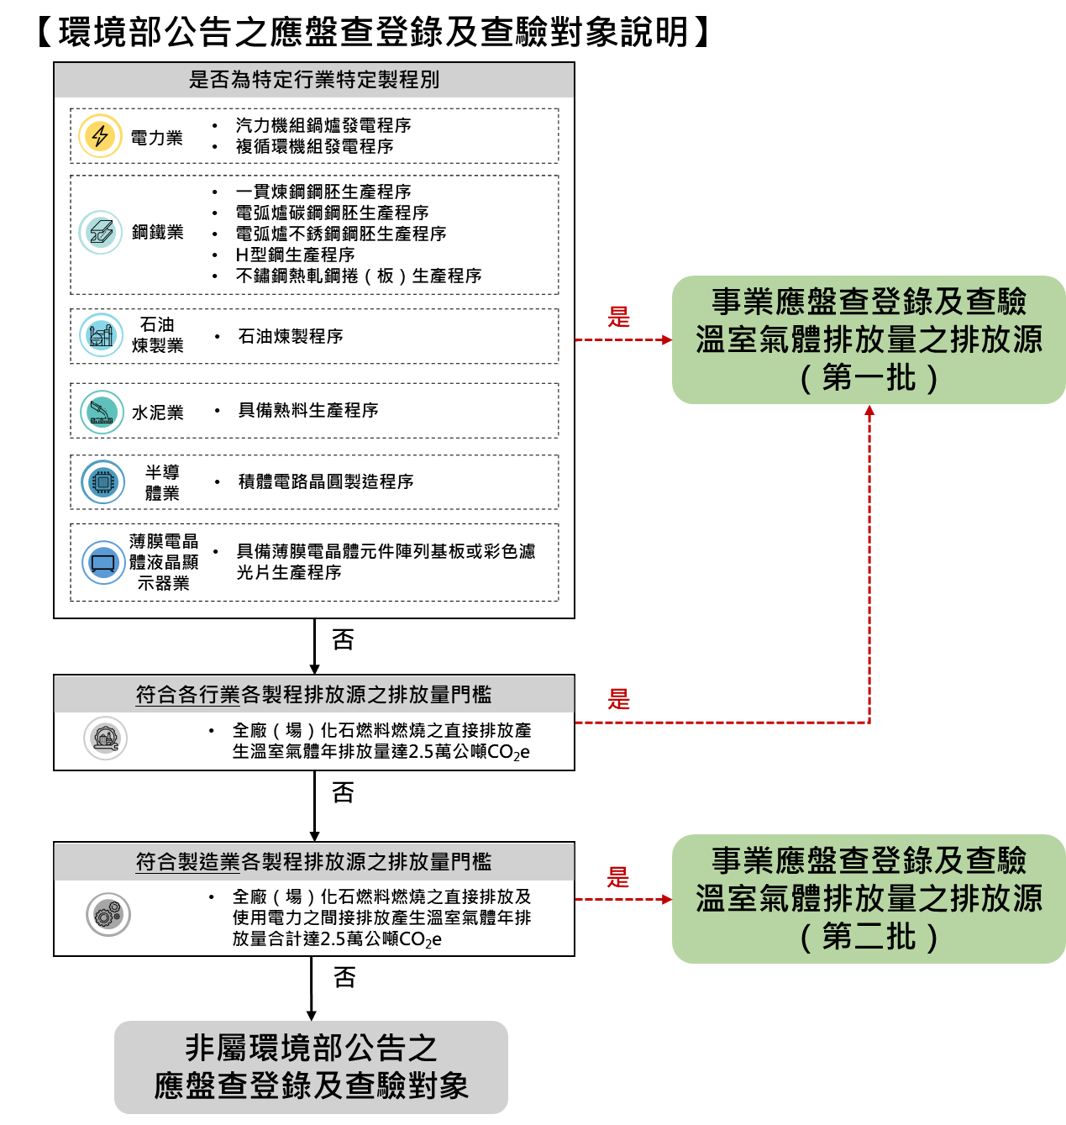 【環境部公告之應盤查登錄及查驗對象說明】
是否為特定行業特定製程別
電力業
• 汽力機組鍋爐發電程序
• 複循環機組發電程序
鋼鐵業
• 一貫煉鋼鋼胚生產程序
• 電弧爐碳鋼鋼胚生產程序
• 電弧爐不銹鋼鋼胚生產程序
• H型鋼生產程序
• 不鏽鋼熱軋鋼捲（板）生產程序
石油
煉製業
• 石油煉製程序
水泥業
• 具備熟料生產程序
半導
體業
• 積體電路晶圓製造程序
薄膜電晶
體液晶顯
示器業
• 具備薄膜電晶體元件陣列基板或彩色濾
光片生產程序
是
事業應盤查登錄及查驗
溫室氣體排放量之排放源
（第一批）
否
符合各行業各製程排放源之排放量門檻
• 全廠（場）化石燃料燃燒之直接排放產
生溫室氣體年排放量達2.5萬公噸CO₂e
是
否
符合製造業各製程排放源之排放量門檻
• 全廠（場）化石燃料燃燒之直接排放及
使用電力之間接排放產生溫室氣體年排
放量合計達2.5萬公噸CO₂e
是
事業應盤查登錄及查驗
溫室氣體排放量之排放源
（第二批）
否
非屬環境部公告之
應盤查登錄及查驗對象